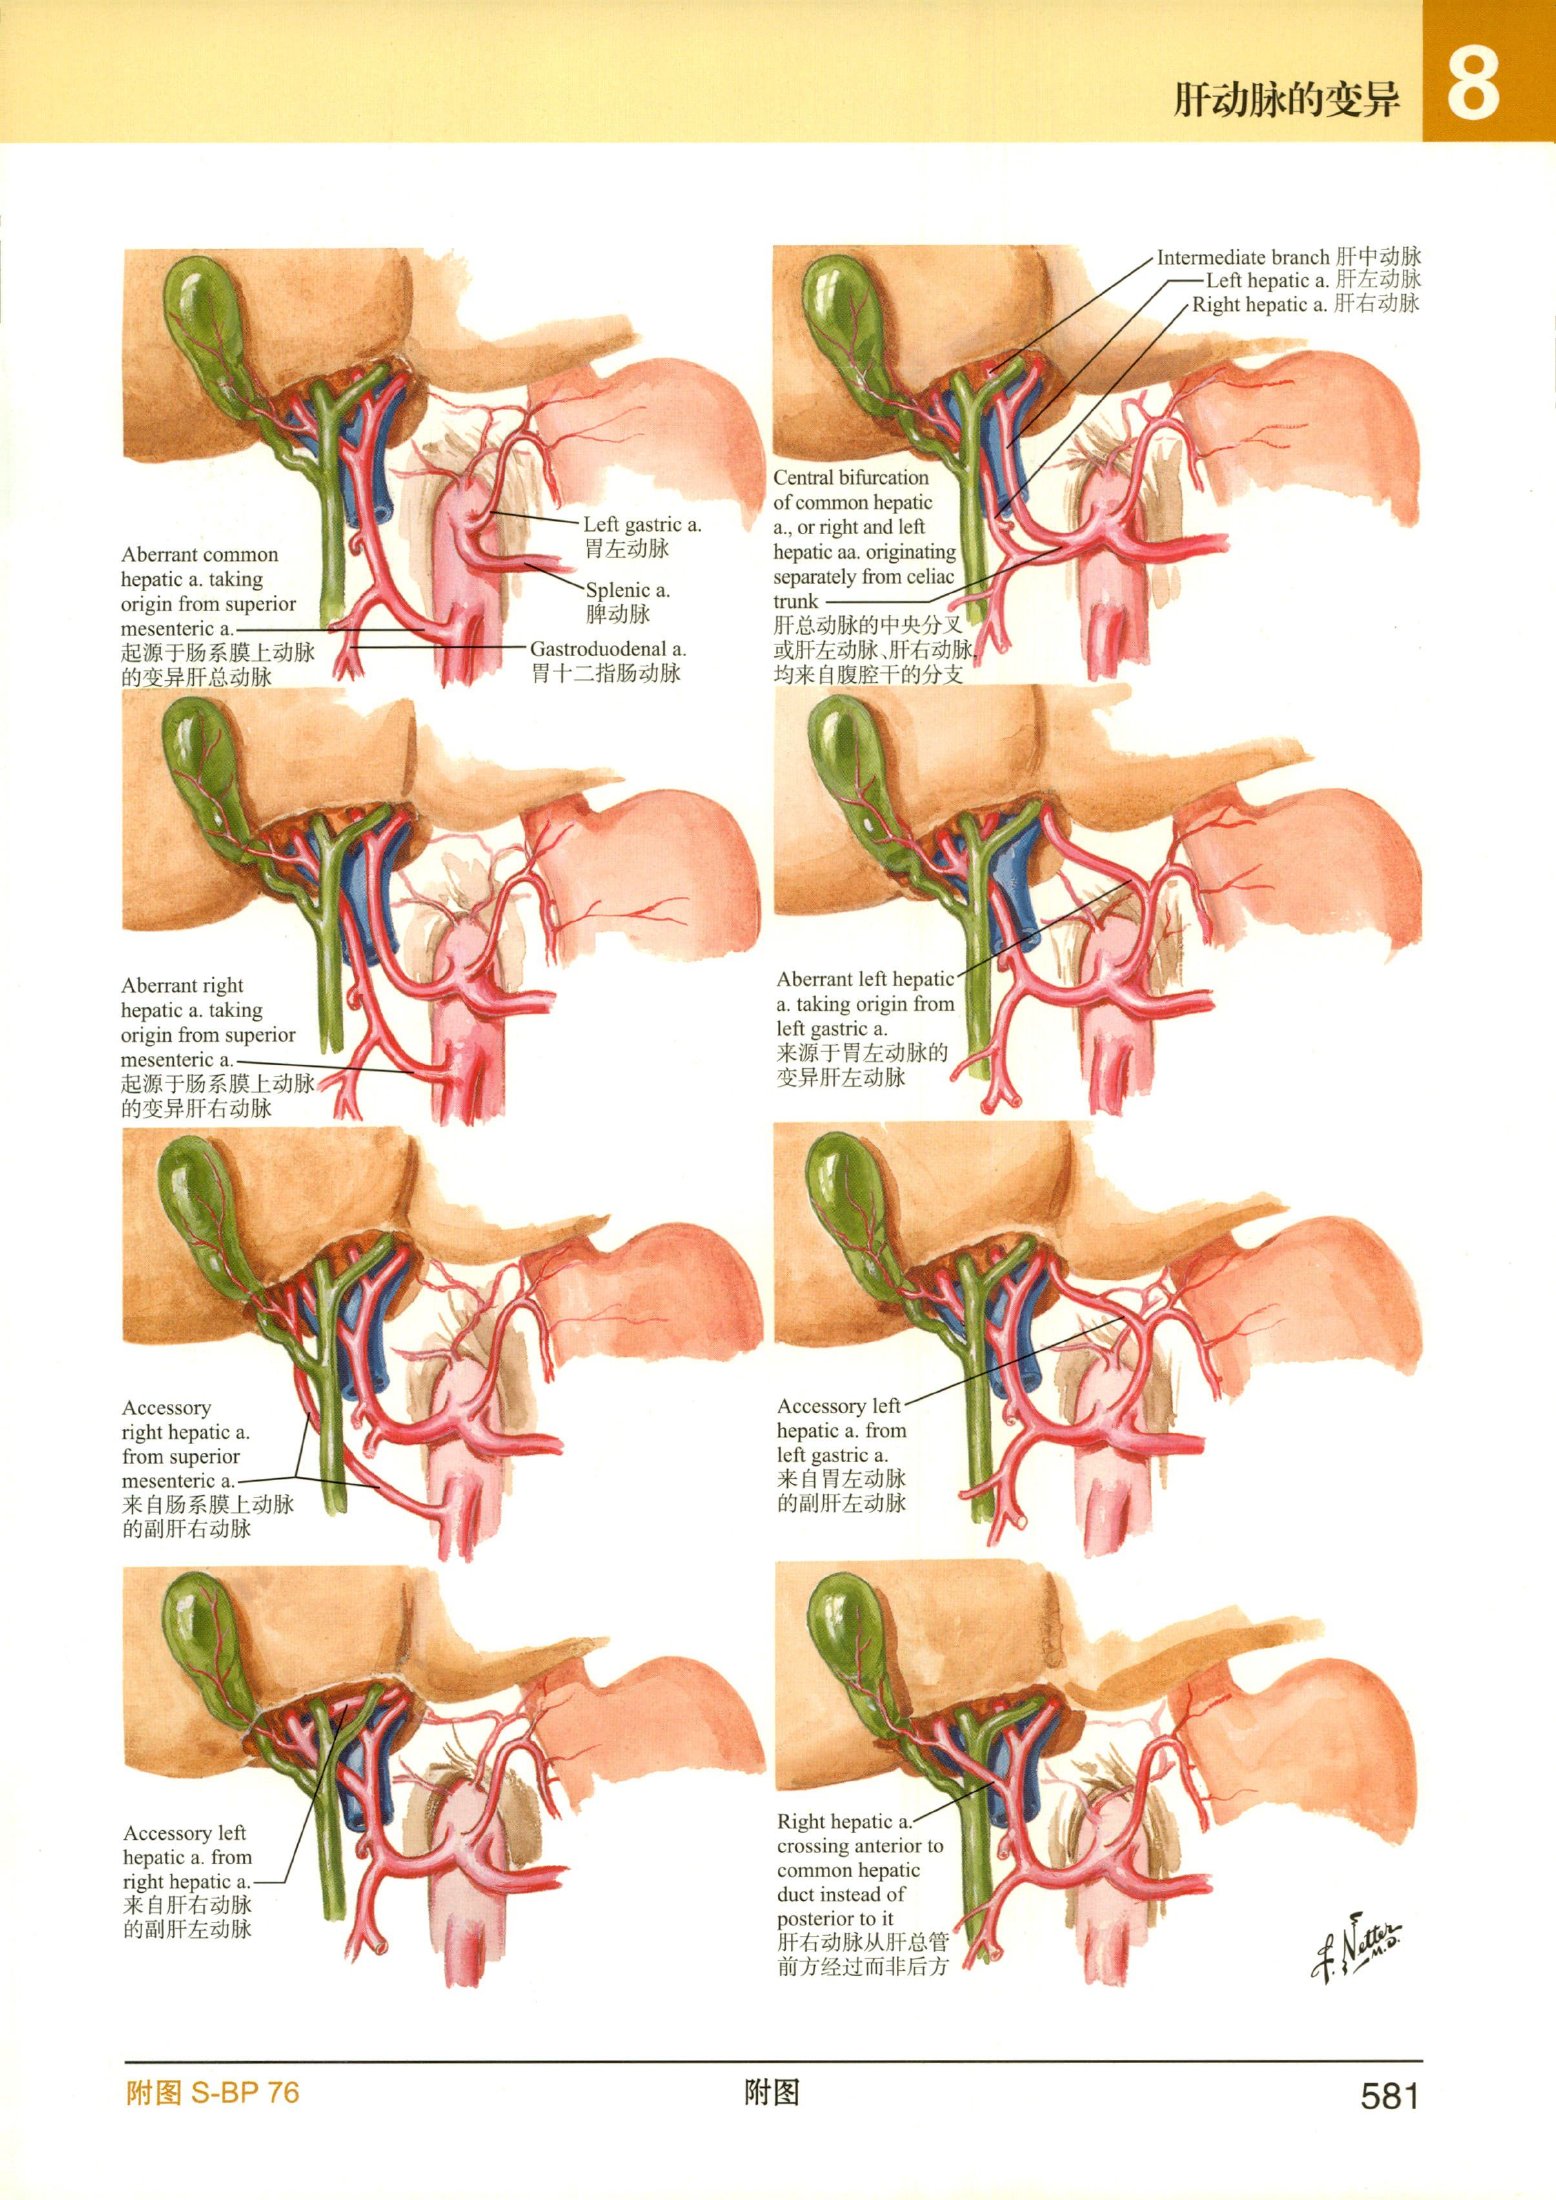 肝动脉的变异
8
Intermediate branch 肝中动脉
Left hepatic a. 肝左动脉
Right hepatic a. 肝右动脉
Left gastric a.
胃左动脉
Splenic a.
脾动脉
Gastroduodenal a.
胃十二指肠动脉
Aberrant common
hepatic a. taking
origin from superior
mesenteric a.
起源于肠系膜上动脉
的变异肝总动脉
Central bifurcation
of common hepatic
a., or right and left
hepatic aa. originating
separately from celiac
trunk
肝总动脉的中央分叉
或肝左动脉、肝右动脉,
均来自腹腔干的分支
Aberrant right
hepatic a. taking
origin from superior
mesenteric a.
起源于肠系膜上动脉
的变异肝右动脉
Aberrant left hepatic
a. taking origin from
left gastric a.
来源于胃左动脉的
变异肝左动脉
Accessory
right hepatic a.
from superior
mesenteric a.
来自肠系膜上动脉
的副肝右动脉
Accessory left
hepatic a. from
left gastric a.
来自胃左动脉
的副肝左动脉
Accessory left
hepatic a. from
right hepatic a.
来自肝右动脉
的副肝左动脉
Right hepatic a.
crossing anterior to
common hepatic
duct instead of
posterior to it
肝右动脉从肝总管
前方经过而非后方
F. Netter
M.D.
附图 S-BP 76
附图
581